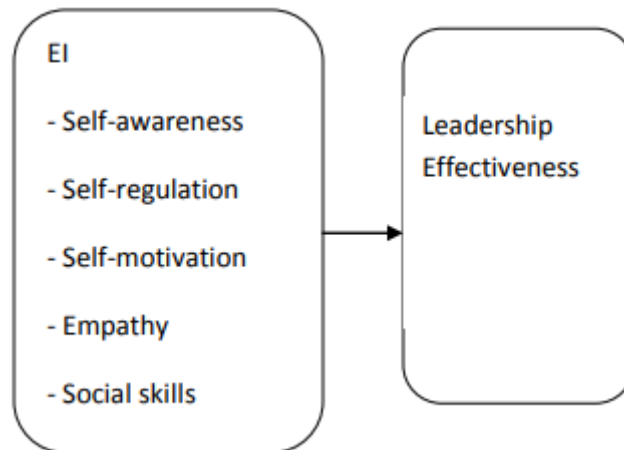 EI
- Self-awareness
- Self-regulation
- Self-motivation
- Empathy
- Social skills
Leadership
Effectiveness